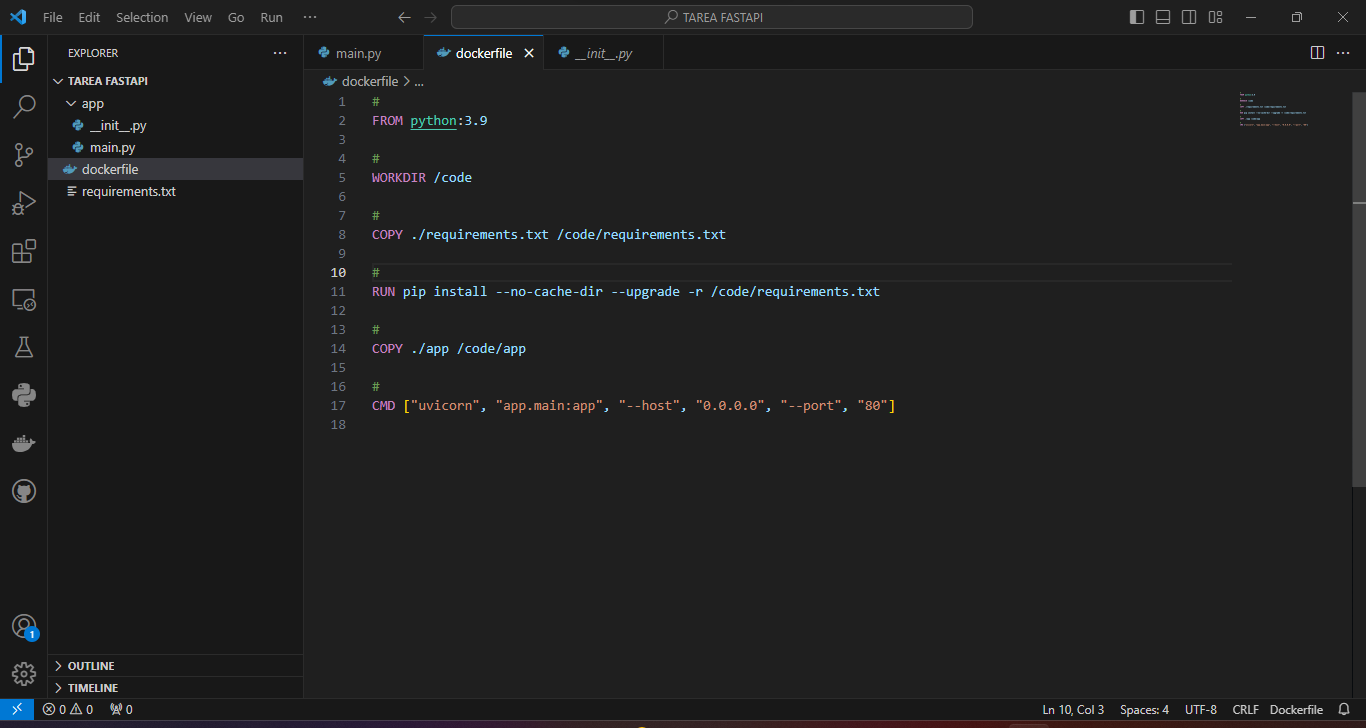 File Edit Selection View Go Run ···
TAREA FASTAPI
EXPLORER ···
TAREA FASTAPI
app
__init__.py
main.py
dockerfile
requirements.txt
OUTLINE
TIMELINE
1
main.py dockerfile __init__.py ···
dockerfile > ...
1 #
2 FROM python:3.9
3
4 #
5 WORKDIR /code
6
7 #
8 COPY ./requirements.txt /code/requirements.txt
9
10 #
11 RUN pip install --no-cache-dir --upgrade -r /code/requirements.txt
12
13 #
14 COPY ./app /code/app
15
16 #
17 CMD ["uvicorn", "app.main:app", "--host", "0.0.0.0", "--port", "80"]
18
0 0 0 Ln 10, Col 3 Spaces: 4 UTF-8 CRLF Dockerfile